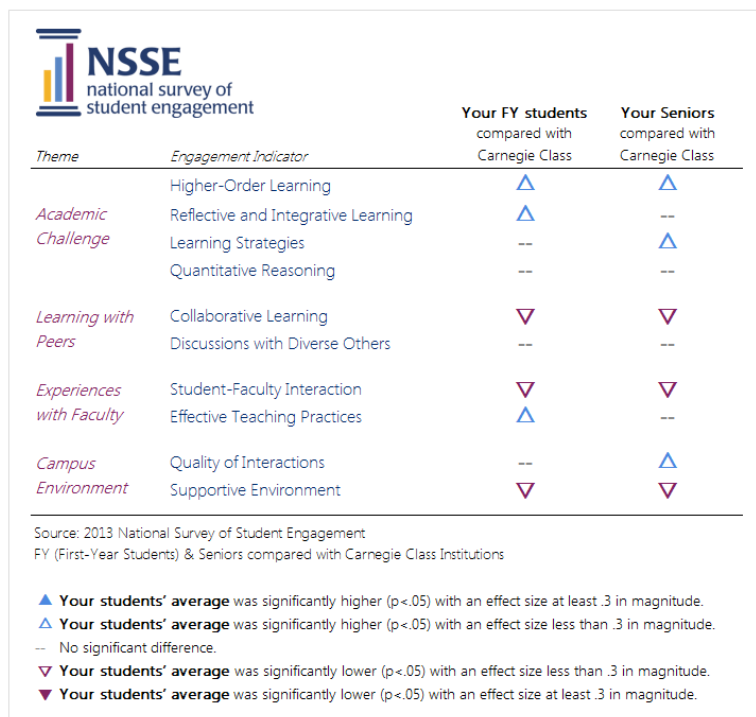 NSSE
national survey of
student engagement
Your FY students Your Seniors
compared with compared with
Theme Engagement Indicator Carnegie Class Carnegie Class
Higher-Order Learning △ △
Academic Reflective and Integrative Learning △ --
Challenge Learning Strategies -- △
Quantitative Reasoning -- --
Learning with Collaborative Learning ▽ ▽
Peers Discussions with Diverse Others -- --
Experiences Student-Faculty Interaction ▽ ▽
with Faculty Effective Teaching Practices △ --
Campus Quality of Interactions -- △
Environment Supportive Environment ▽ ▽
Source: 2013 National Survey of Student Engagement
FY (First-Year Students) & Seniors compared with Carnegie Class Institutions
▲ Your students’ average was significantly higher (p<.05) with an effect size at least .3 in magnitude.
△ Your students’ average was significantly higher (p<.05) with an effect size less than .3 in magnitude.
-- No significant difference.
▽ Your students’ average was significantly lower (p<.05) with an effect size less than .3 in magnitude.
▼ Your students’ average was significantly lower (p<.05) with an effect size at least .3 in magnitude.